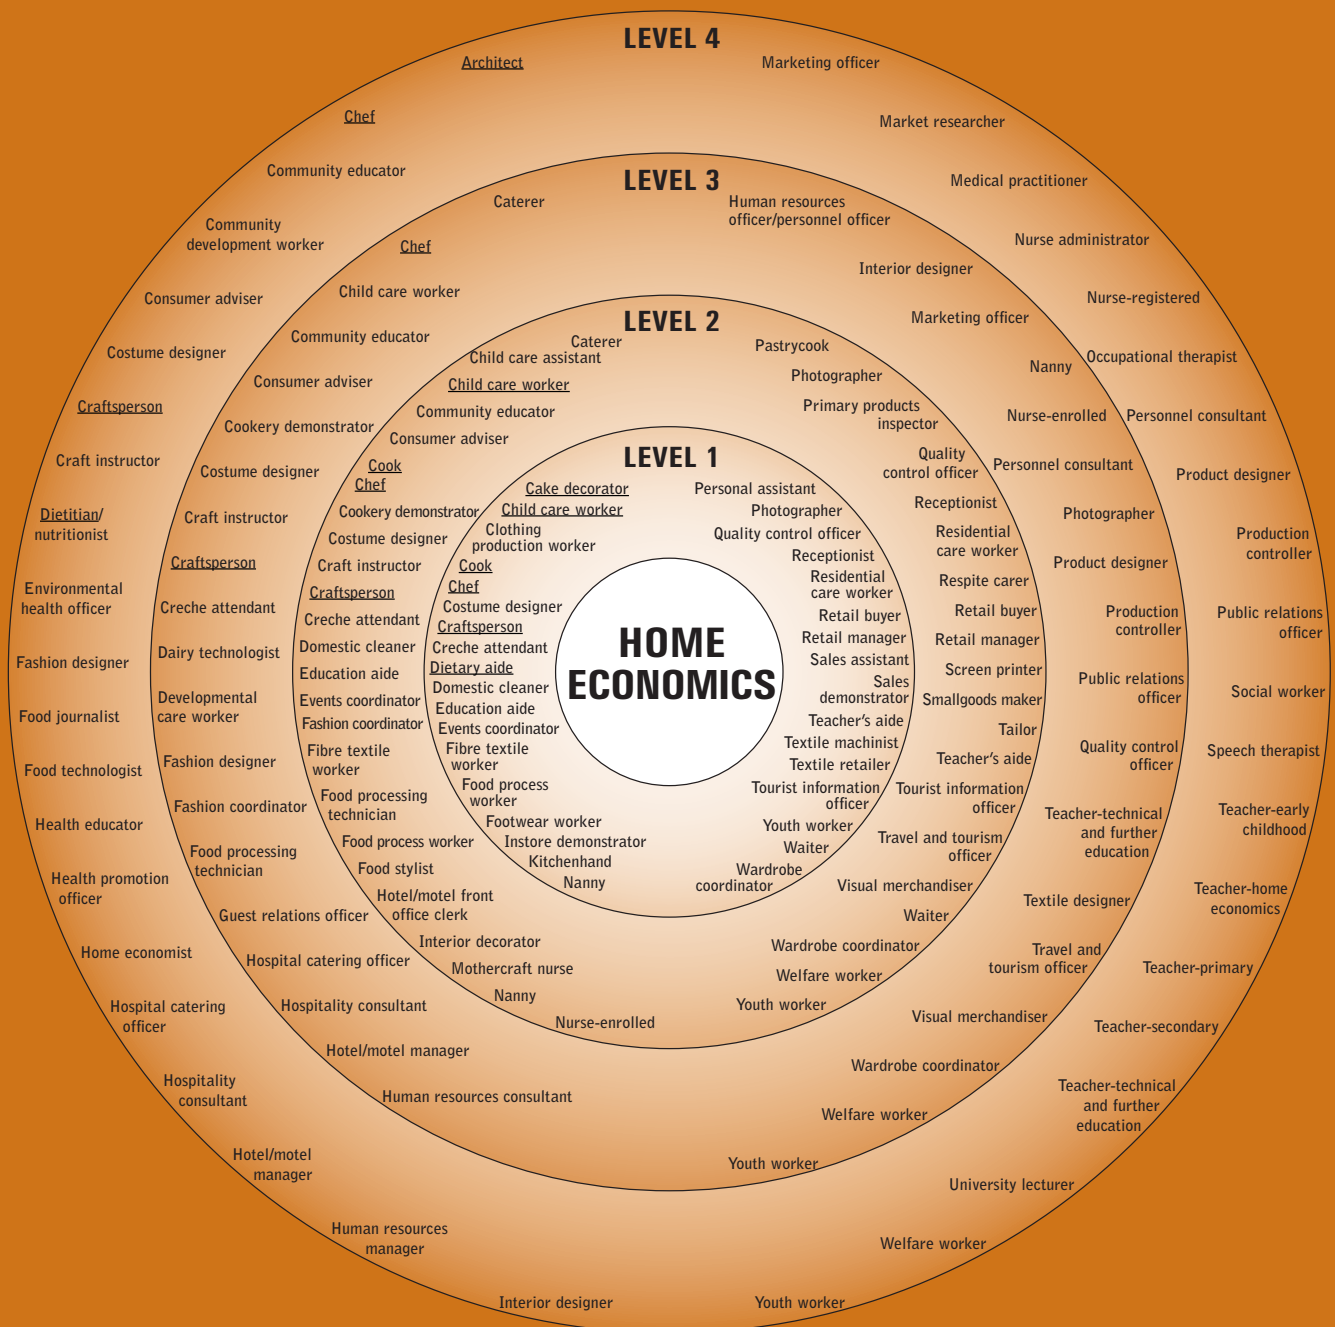 LEVEL 4
Architect
Chef
Community educator
Community
development worker
Consumer adviser
Costume designer
Craftsperson
Craft instructor
Dietitian/
nutritionist
Environmental
health officer
Fashion designer
Food journalist
Food technologist
Health educator
Health promotion
officer
Home economist
Hospital catering
officer
Hospitality
consultant
Hotel/motel
manager
Human resources
manager
Interior designer
Marketing officer
Market researcher
Medical practitioner
Nurse administrator
Nurse-registered
Occupational therapist
Personnel consultant
Product designer
Production
controller
Public relations
officer
Social worker
Speech therapist
Teacher-early
childhood
Teacher-home
economics
Teacher-primary
Teacher-secondary
Teacher-technical
and further
education
University lecturer
Welfare worker
Youth worker
LEVEL 3
Caterer
Chef
Child care worker
Community educator
Consumer adviser
Cookery demonstrator
Costume designer
Craft instructor
Craftsperson
Creche attendant
Dairy technologist
Developmental
care worker
Fashion designer
Fashion coordinator
Food processing
technician
Guest relations officer
Hospital catering officer
Hospitality consultant
Hotel/motel manager
Human resources consultant
Human resources
officer/personnel officer
Interior designer
Marketing officer
Nanny
Nurse-enrolled
Personnel consultant
Photographer
Product designer
Production
controller
Public relations
officer
Quality control
officer
Teacher-technical
and further
education
Textile designer
Travel and
tourism officer
Visual merchandiser
Wardrobe coordinator
Welfare worker
Youth worker
LEVEL 2
Caterer
Child care assistant
Child care worker
Community educator
Consumer adviser
Cook
Chef
Cookery demonstrator
Costume designer
Craft instructor
Craftsperson
Creche attendant
Domestic cleaner
Education aide
Events coordinator
Fashion coordinator
Fibre textile
worker
Food processing
technician
Food process worker
Food stylist
Hotel/motel front
office clerk
Interior decorator
Mothercraft nurse
Nanny
Nurse-enrolled
Pastrycook
Photographer
Primary products
inspector
Quality
control officer
Receptionist
Residential
care worker
Respite carer
Retail buyer
Retail manager
Screen printer
Smallgoods maker
Tailor
Teacher's aide
Tourist information
officer
Travel and tourism
officer
Visual merchandiser
Waiter
Wardrobe coordinator
Welfare worker
Youth worker
LEVEL 1
Cake decorator
Child care worker
Clothing
production worker
Cook
Chef
Costume designer
Craftsperson
Creche attendant
Dietary aide
Domestic cleaner
Education aide
Events coordinator
Fibre textile
worker
Food process
worker
Footwear worker
Instore demonstrator
Kitchenhand
Nanny
Personal assistant
Photographer
Quality control officer
Receptionist
Residential
care worker
Retail buyer
Retail manager
Sales assistant
Sales
demonstrator
Teacher's aide
Textile machinist
Textile retailer
Tourist information
officer
Youth worker
Waiter
Wardrobe
coordinator
HOME
ECONOMICS